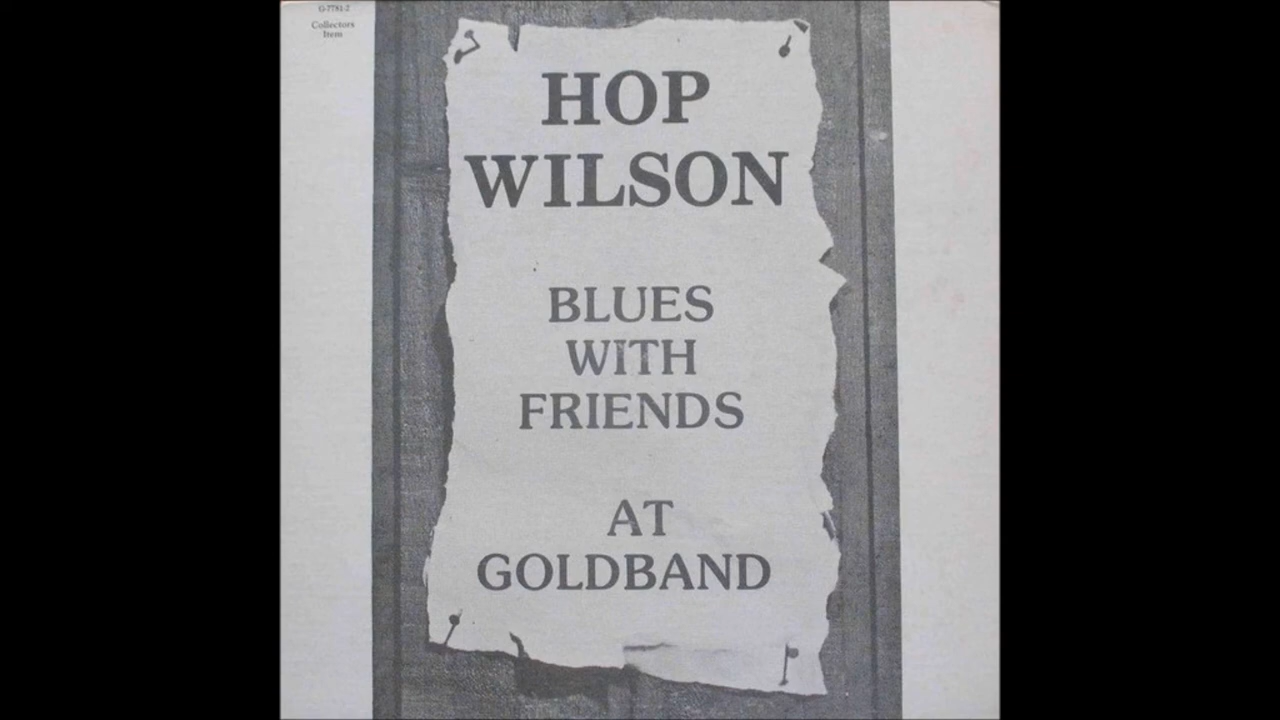 G-7781-2
Collectors
Item
HOP
WILSON
BLUES
WITH
FRIENDS
AT
GOLDBAND